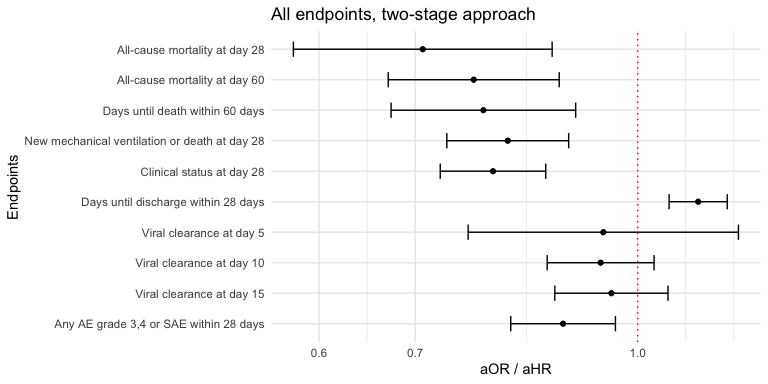 All endpoints, two-stage approach
All-cause mortality at day 28
All-cause mortality at day 60
Days until death within 60 days
New mechanical ventilation or death at day 28
Clinical status at day 28
Days until discharge within 28 days
Viral clearance at day 5
Viral clearance at day 10
Viral clearance at day 15
Any AE grade 3,4 or SAE within 28 days
Endpoints
0.6 0.7 1.0
aOR / aHR